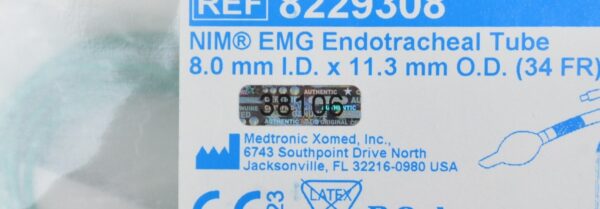 REF 8229308
NIM® EMG Endotracheal Tube
8.0 mm I.D. x 11.3 mm O.D. (34 FR)
38106
AUTHENTIC
Medtronic Xomed, Inc.,
6743 Southpoint Drive North
Jacksonville, FL 32216-0980 USA
LATEX